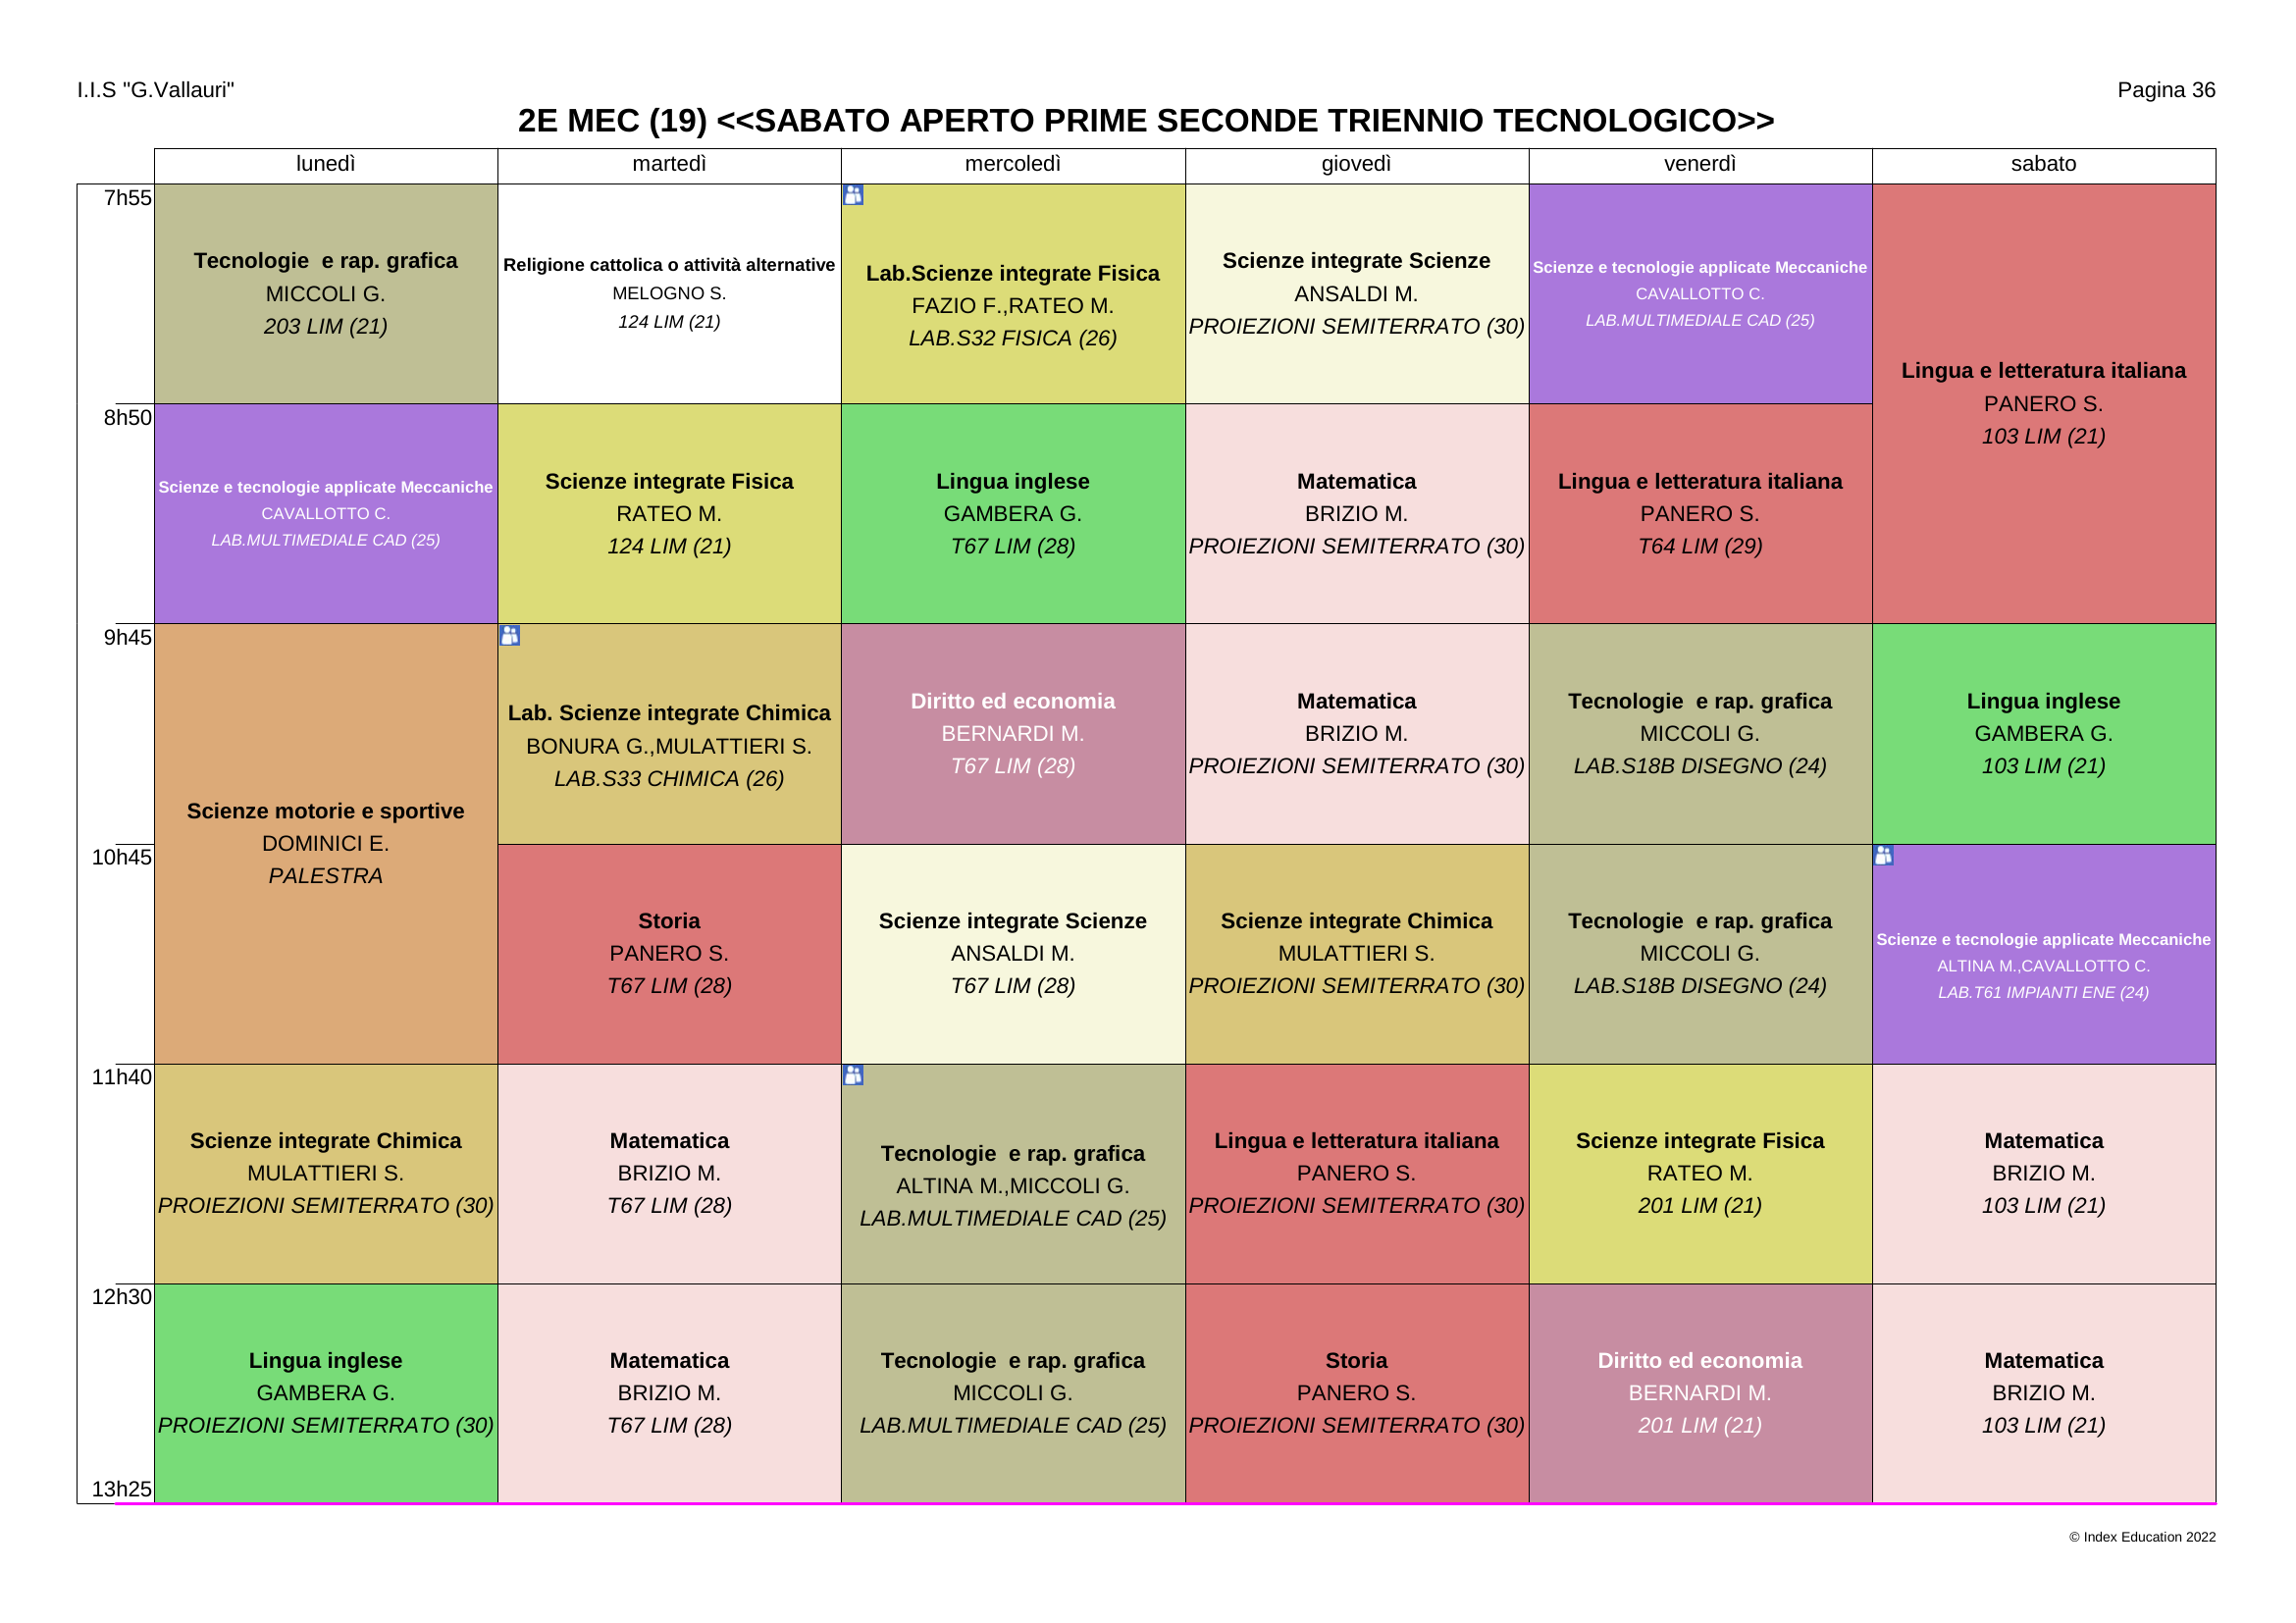 I.I.S "G.Vallauri"
Pagina 36
2E MEC (19) <<SABATO APERTO PRIME SECONDE TRIENNIO TECNOLOGICO>>
lunedì martedì mercoledì giovedì venerdì sabato
7h55
Tecnologie  e rap. grafica
MICCOLI G.
203 LIM (21)
Religione cattolica o attività alternative
MELOGNO S.
124 LIM (21)
Lab.Scienze integrate Fisica
FAZIO F.,RATEO M.
LAB.S32 FISICA (26)
Scienze integrate Scienze
ANSALDI M.
PROIEZIONI SEMITERRATO (30)
Scienze e tecnologie applicate Meccaniche
CAVALLOTTO C.
LAB.MULTIMEDIALE CAD (25)
Lingua e letteratura italiana
PANERO S.
103 LIM (21)
8h50
Scienze e tecnologie applicate Meccaniche
CAVALLOTTO C.
LAB.MULTIMEDIALE CAD (25)
Scienze integrate Fisica
RATEO M.
124 LIM (21)
Lingua inglese
GAMBERA G.
T67 LIM (28)
Matematica
BRIZIO M.
PROIEZIONI SEMITERRATO (30)
Lingua e letteratura italiana
PANERO S.
T64 LIM (29)
9h45
Scienze motorie e sportive
DOMINICI E.
PALESTRA
Lab. Scienze integrate Chimica
BONURA G.,MULATTIERI S.
LAB.S33 CHIMICA (26)
Diritto ed economia
BERNARDI M.
T67 LIM (28)
Matematica
BRIZIO M.
PROIEZIONI SEMITERRATO (30)
Tecnologie  e rap. grafica
MICCOLI G.
LAB.S18B DISEGNO (24)
Lingua inglese
GAMBERA G.
103 LIM (21)
10h45
Storia
PANERO S.
T67 LIM (28)
Scienze integrate Scienze
ANSALDI M.
T67 LIM (28)
Scienze integrate Chimica
MULATTIERI S.
PROIEZIONI SEMITERRATO (30)
Tecnologie  e rap. grafica
MICCOLI G.
LAB.S18B DISEGNO (24)
Scienze e tecnologie applicate Meccaniche
ALTINA M.,CAVALLOTTO C.
LAB.T61 IMPIANTI ENE (24)
11h40
Scienze integrate Chimica
MULATTIERI S.
PROIEZIONI SEMITERRATO (30)
Matematica
BRIZIO M.
T67 LIM (28)
Tecnologie  e rap. grafica
ALTINA M.,MICCOLI G.
LAB.MULTIMEDIALE CAD (25)
Lingua e letteratura italiana
PANERO S.
PROIEZIONI SEMITERRATO (30)
Scienze integrate Fisica
RATEO M.
201 LIM (21)
Matematica
BRIZIO M.
103 LIM (21)
12h30
Lingua inglese
GAMBERA G.
PROIEZIONI SEMITERRATO (30)
Matematica
BRIZIO M.
T67 LIM (28)
Tecnologie  e rap. grafica
MICCOLI G.
LAB.MULTIMEDIALE CAD (25)
Storia
PANERO S.
PROIEZIONI SEMITERRATO (30)
Diritto ed economia
BERNARDI M.
201 LIM (21)
Matematica
BRIZIO M.
103 LIM (21)
13h25
© Index Education 2022